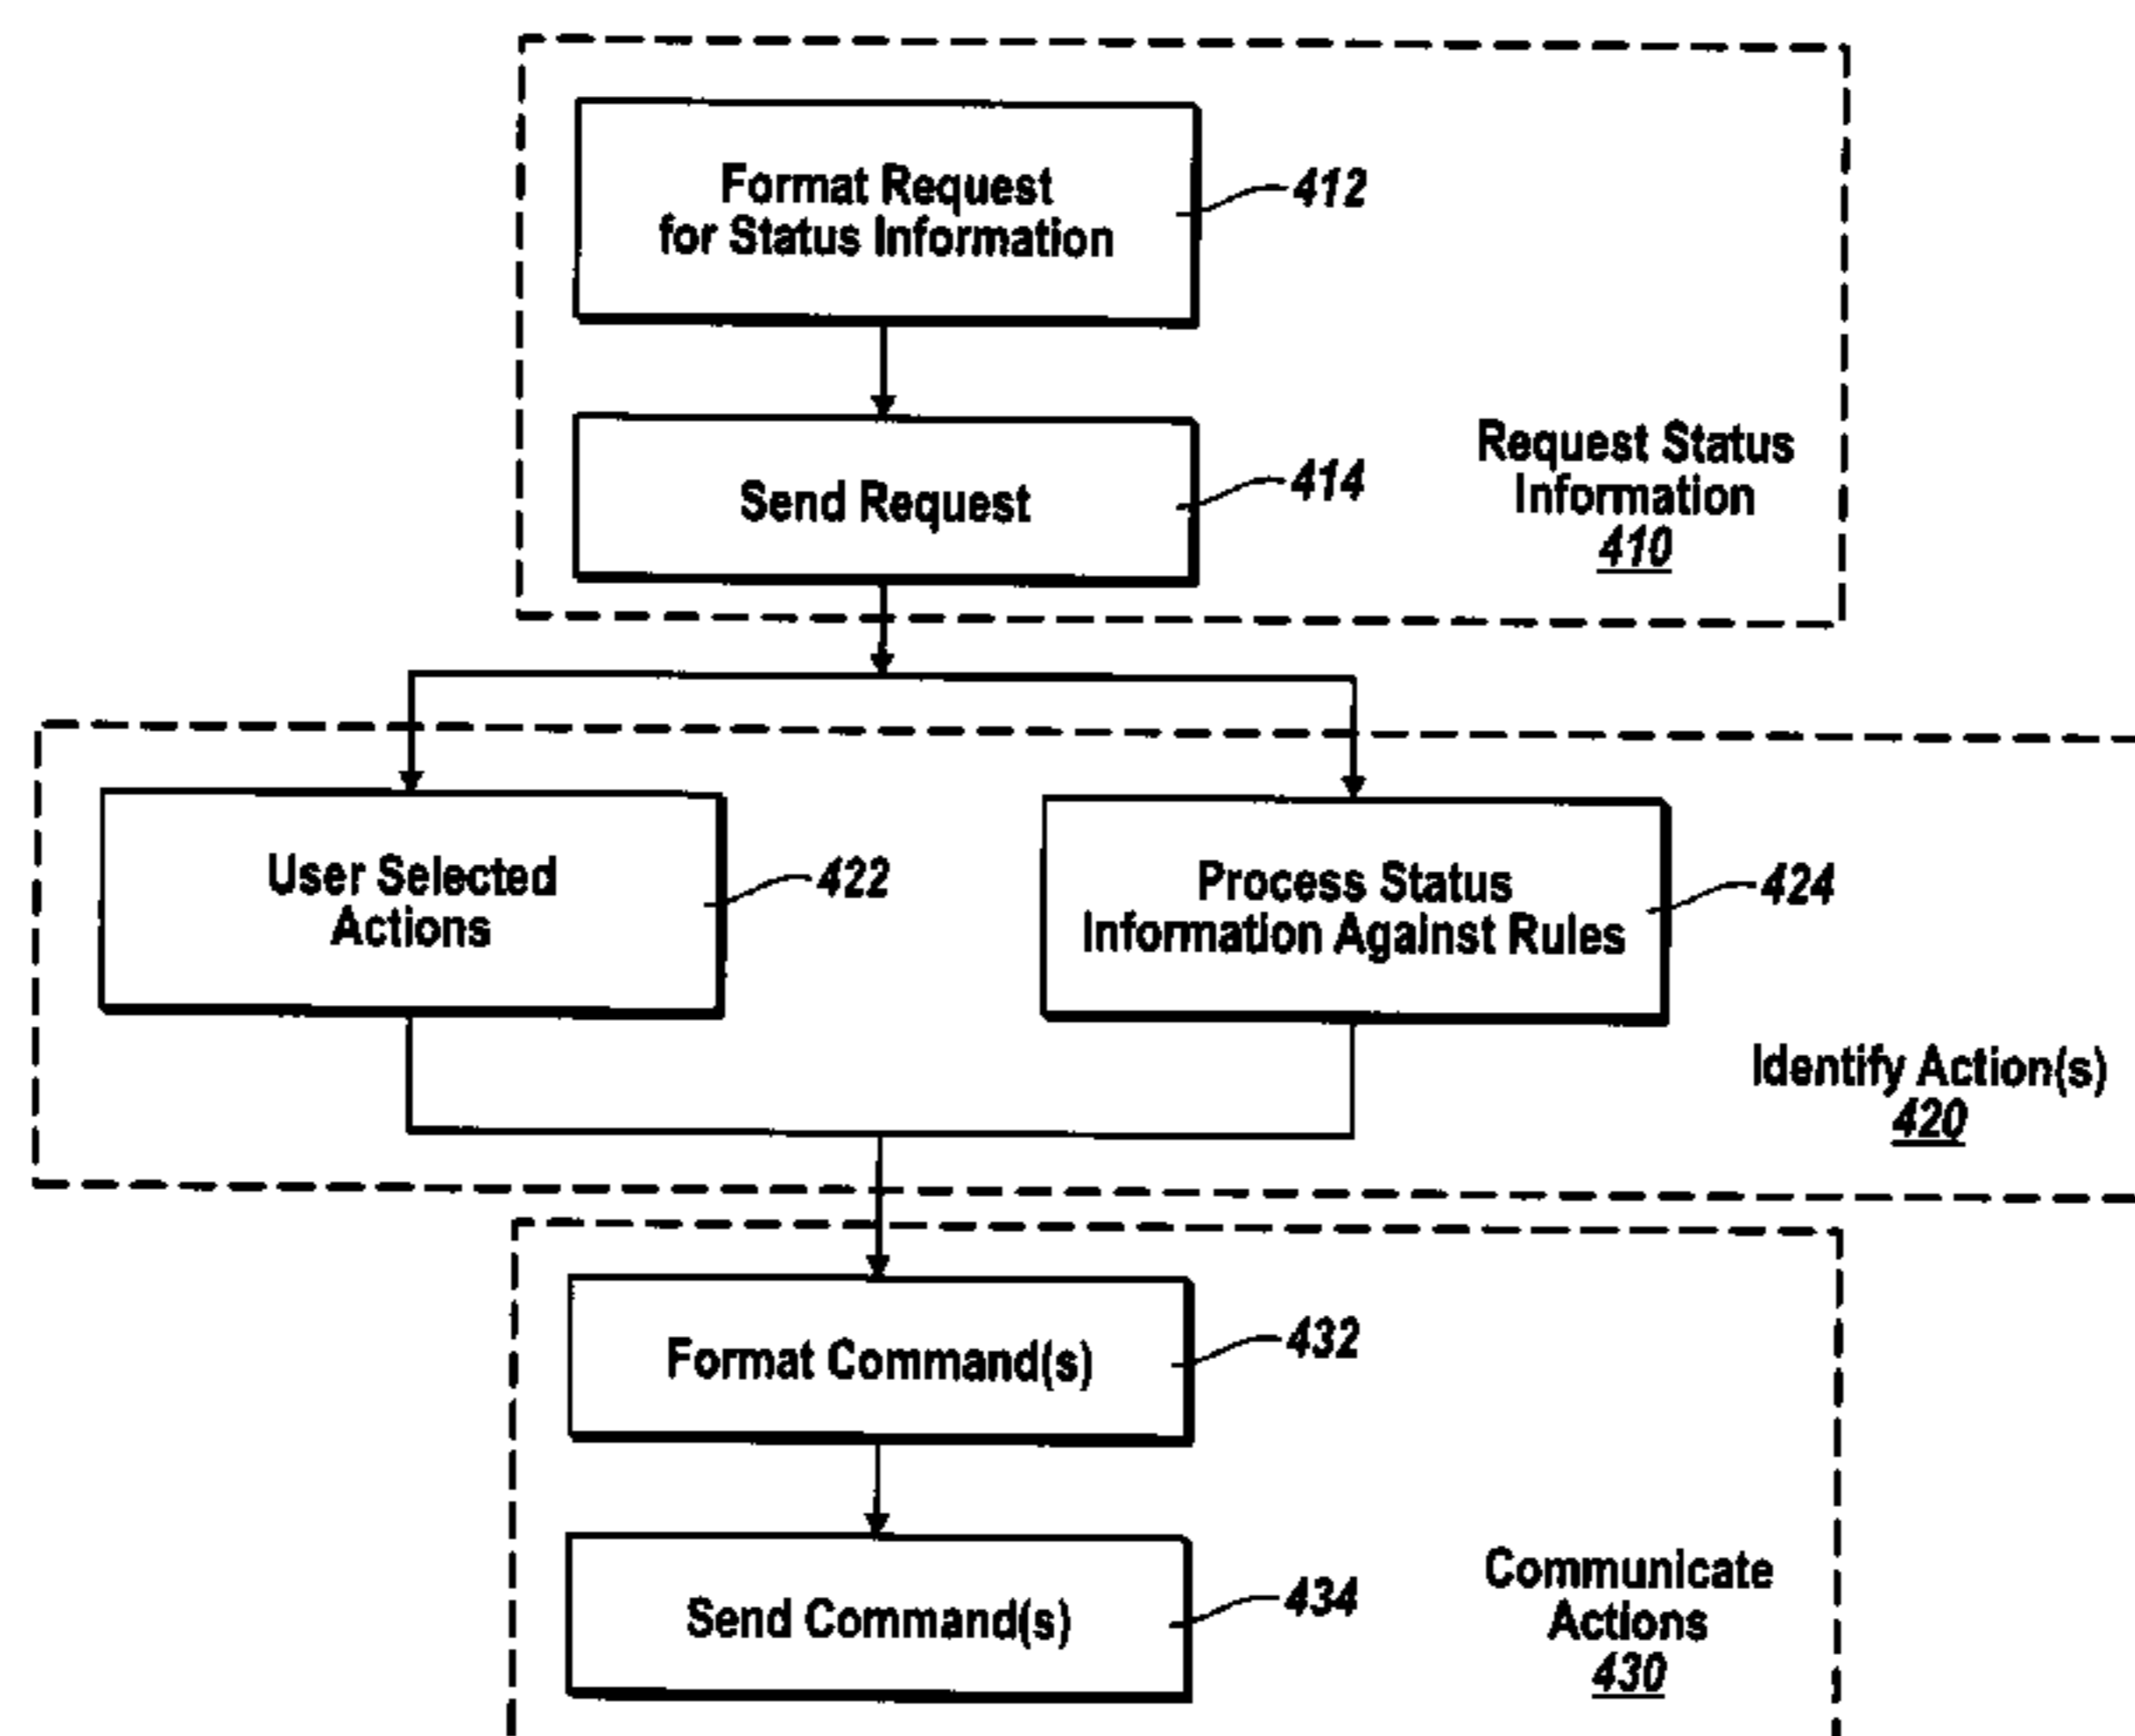 Format Request
for Status Information
412
Send Request
414
Request Status
Information
410
User Selected
Actions
422
Process Status
Information Against Rules
424
Identify Action(s)
420
Format Command(s)
432
Send Command(s)
434
Communicate
Actions
430